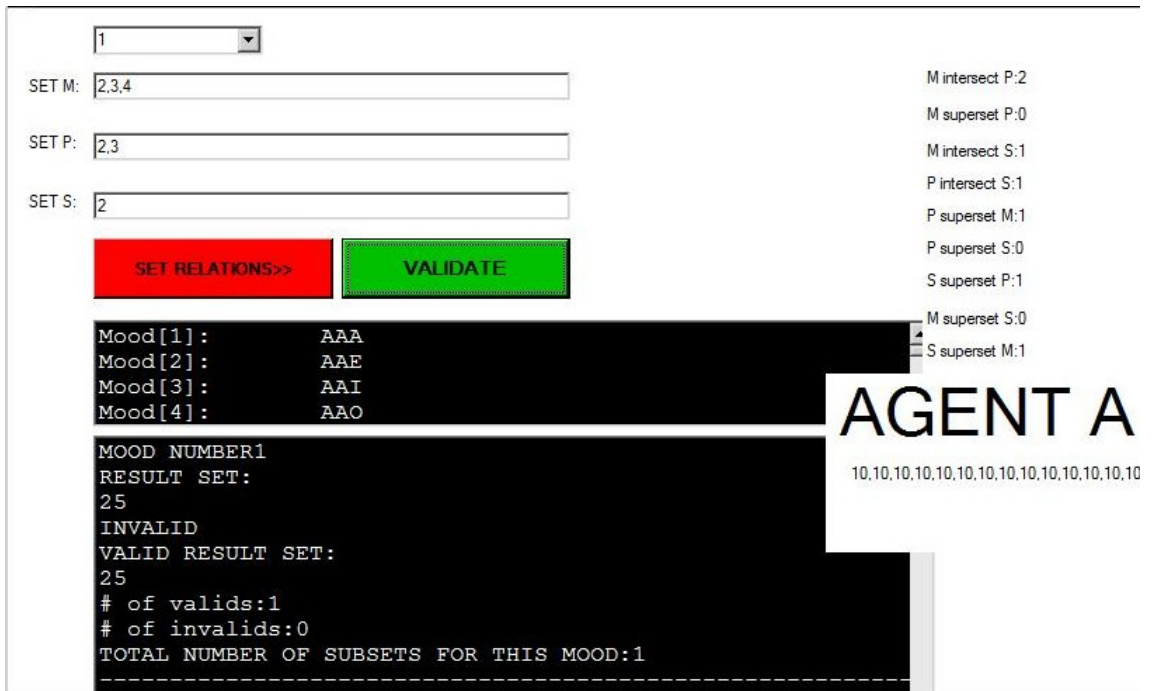 1
SET M: 2,3,4
SET P: 2,3
SET S: 2
SET RELATIONS>> VALIDATE
M intersect P:2
M superset P:0
M intersect S:1
P intersect S:1
P superset M:1
P superset S:0
S superset P:1
M superset S:0
S superset M:1
Mood[1]: AAA
Mood[2]: AAE
Mood[3]: AAI
Mood[4]: AAO
AGENT A
10,10,10,10,10,10,10,10,10,10,10,10,10,10
MOOD NUMBER1
RESULT SET:
25
INVALID
VALID RESULT SET:
25
# of valids:1
# of invalids:0
TOTAL NUMBER OF SUBSETS FOR THIS MOOD:1
------------------------------------------------------------